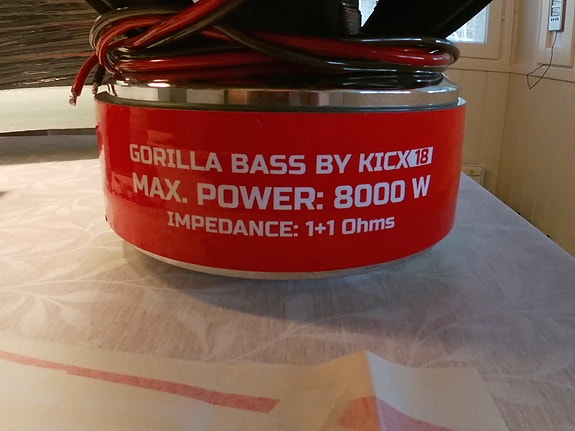 GORILLA BASS BY KICX 18
MAX. POWER: 8000 W
IMPEDANCE: 1+1 Ohms